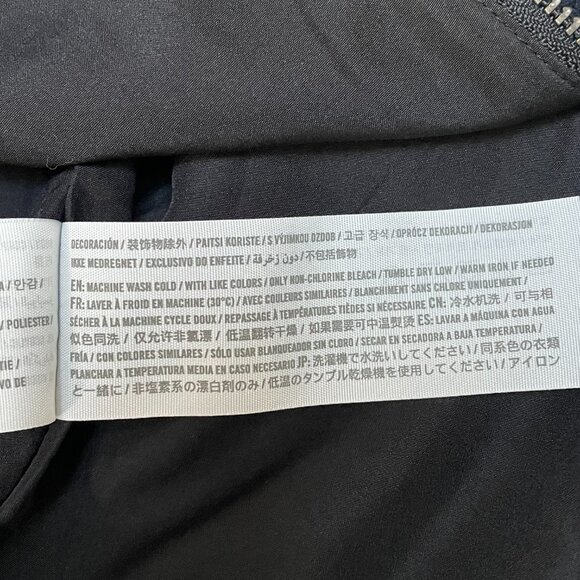 DECORACIÓN / 装饰物除外 / PAITSI KORISTE / S VÝJIMKOU OZDOB / 고급 장식 / OPRÓCZ DEKORACJI / DEKORASJON
IKKE MEDREGNET / EXCLUSIVO DO ENFEITE / دون زخرفة / 不包括飾物
EN: MACHINE WASH COLD / WITH LIKE COLORS / ONLY NON-CHLORINE BLEACH / TUMBLE DRY LOW / WARM IRON IF NEEDED
FR: LAVER À FROID EN MACHINE (30°C) / AVEC COULEURS SIMILAIRES / BLANCHIMENT SANS CHLORE UNIQUEMENT /
SÉCHER À LA MACHINE CYCLE DOUX / REPASSAGE À TEMPÉRATURES TIÈDES SI NÉCESSAIRE CN: 冷水机洗 / 可与相
似色同洗 / 仅允许非氯漂 / 低温翻转干燥 / 如果需要可中温熨烫 ES: LAVAR A MÁQUINA CON AGUA
FRÍA / CON COLORES SIMILARES / SÓLO USAR BLANQUEADOR SIN CLORO / SECAR EN SECADORA A BAJA TEMPERATURA /
PLANCHAR A TEMPERATURA MEDIA EN CASO NECESARIO JP: 洗濯機で水洗いしてください / 同系色の衣類
と一緒に / 非塩素系の漂白剤のみ / 低温のタンブル乾燥機を使用してください / アイロン
A / 안감 /
POLIESTER /
TIE /
VO DE